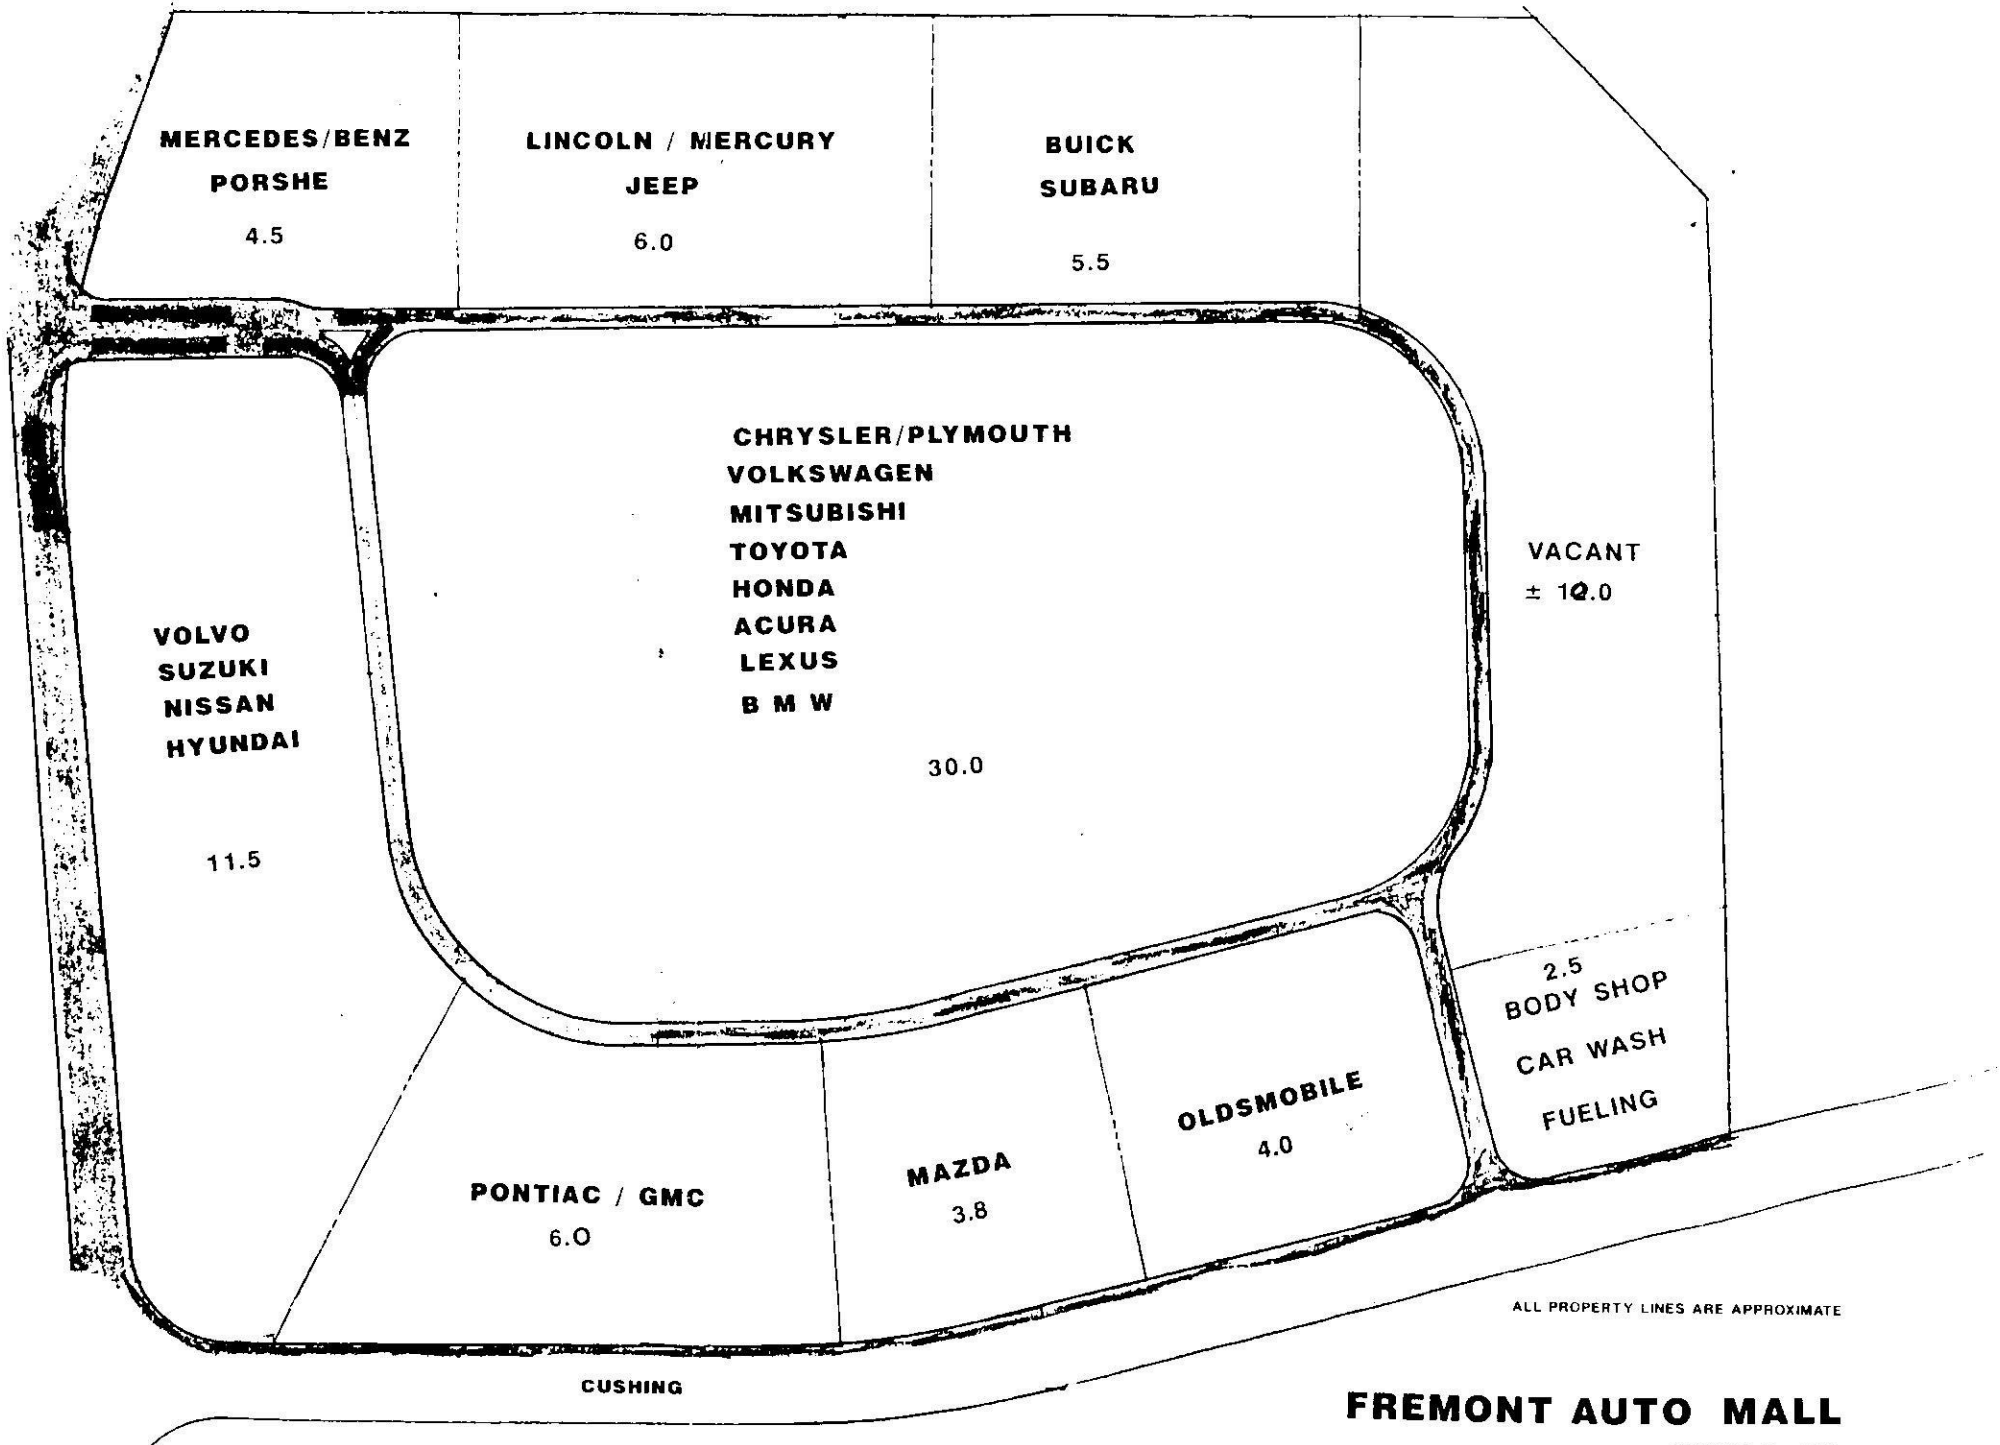 MERCEDES/BENZ
PORSHE
4.5
LINCOLN / MERCURY
JEEP
6.0
BUICK
SUBARU
5.5
CHRYSLER/PLYMOUTH
VOLKSWAGEN
MITSUBISHI
TOYOTA
HONDA
ACURA
LEXUS
B M W
30.0
VACANT
± 10.0
VOLVO
SUZUKI
NISSAN
HYUNDAI
11.5
2.5
BODY SHOP
CAR WASH
FUELING
OLDSMOBILE
4.0
MAZDA
3.8
PONTIAC / GMC
6.0
CUSHING
ALL PROPERTY LINES ARE APPROXIMATE
FREMONT AUTO MALL